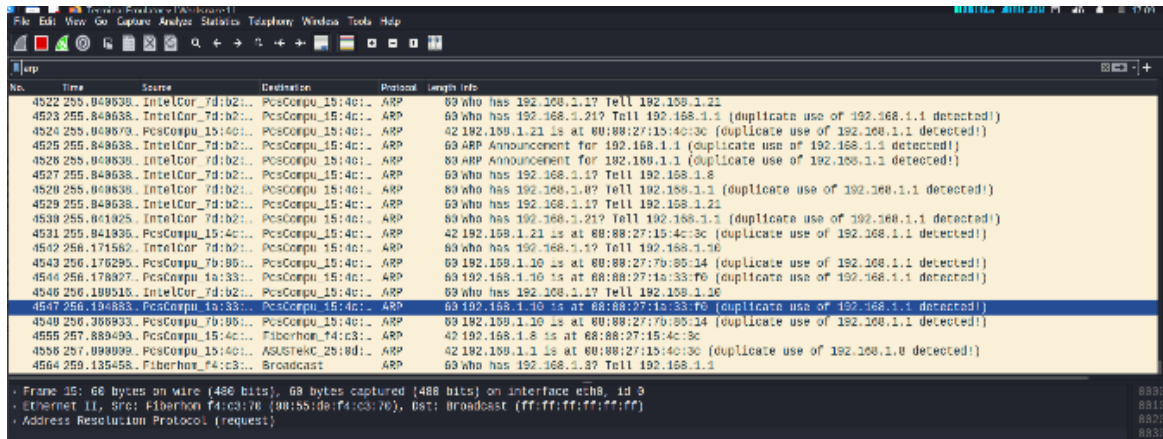 File Edit View Go Capture Analyze Statistics Telephony Wireless Tools Help
17:09
arp
No. Time Source Destination Protocol Length Info
4522 255.840638… IntelCor_7d:b2:… PcsCompu_15:4c:… ARP 60 Who has 192.168.1.1? Tell 192.168.1.21
4523 255.840638… IntelCor_7d:b2:… PcsCompu_15:4c:… ARP 60 Who has 192.168.1.21? Tell 192.168.1.1 (duplicate use of 192.168.1.1 detected!)
4524 255.840670… PcsCompu_15:4c:… PcsCompu_15:4c:… ARP 42 192.168.1.21 is at 08:00:27:15:4c:3c (duplicate use of 192.168.1.1 detected!)
4525 255.840638… IntelCor_7d:b2:… PcsCompu_15:4c:… ARP 60 ARP Announcement for 192.168.1.1 (duplicate use of 192.168.1.1 detected!)
4526 255.840638… IntelCor_7d:b2:… PcsCompu_15:4c:… ARP 60 ARP Announcement for 192.168.1.1 (duplicate use of 192.168.1.1 detected!)
4527 255.840638… IntelCor_7d:b2:… PcsCompu_15:4c:… ARP 60 Who has 192.168.1.1? Tell 192.168.1.8
4528 255.840638… IntelCor_7d:b2:… PcsCompu_15:4c:… ARP 60 Who has 192.168.1.8? Tell 192.168.1.1 (duplicate use of 192.168.1.1 detected!)
4529 255.840638… IntelCor_7d:b2:… PcsCompu_15:4c:… ARP 60 Who has 192.168.1.1? Tell 192.168.1.21
4530 255.841025… IntelCor_7d:b2:… PcsCompu_15:4c:… ARP 60 Who has 192.168.1.21? Tell 192.168.1.1 (duplicate use of 192.168.1.1 detected!)
4531 255.841036… PcsCompu_15:4c:… PcsCompu_15:4c:… ARP 42 192.168.1.21 is at 08:00:27:15:4c:3c (duplicate use of 192.168.1.1 detected!)
4542 256.171562… IntelCor_7d:b2:… PcsCompu_15:4c:… ARP 60 Who has 192.168.1.1? Tell 192.168.1.10
4543 256.176295… PcsCompu_7b:86:… PcsCompu_15:4c:… ARP 60 192.168.1.10 is at 08:00:27:7b:86:14 (duplicate use of 192.168.1.1 detected!)
4544 256.178027… PcsCompu_1a:33:… PcsCompu_15:4c:… ARP 60 192.168.1.10 is at 08:00:27:1a:33:f0 (duplicate use of 192.168.1.1 detected!)
4546 256.188516… IntelCor_7d:b2:… PcsCompu_15:4c:… ARP 60 Who has 192.168.1.1? Tell 192.168.1.10
4547 256.194883… PcsCompu_1a:33:… PcsCompu_15:4c:… ARP 60 192.168.1.10 is at 08:00:27:1a:33:f0 (duplicate use of 192.168.1.1 detected!)
4548 256.366933… PcsCompu_7b:86:… PcsCompu_15:4c:… ARP 60 192.168.1.10 is at 08:00:27:7b:86:14 (duplicate use of 192.168.1.1 detected!)
4555 257.889490… PcsCompu_15:4c:… Fiberhom_f4:c3:… ARP 42 192.168.1.8 is at 08:00:27:15:4c:3c
4556 257.890809… PcsCompu_15:4c:… ASUSTekC_25:0d:… ARP 42 192.168.1.1 is at 08:00:27:15:4c:3c (duplicate use of 192.168.1.8 detected!)
4564 259.135458… Fiberhom_f4:c3:… Broadcast ARP 60 Who has 192.168.1.3? Tell 192.168.1.1
Frame 15: 60 bytes on wire (480 bits), 60 bytes captured (480 bits) on interface eth0, id 0
Ethernet II, Src: Fiberhom_f4:c3:70 (08:55:de:f4:c3:70), Dst: Broadcast (ff:ff:ff:ff:ff:ff)
Address Resolution Protocol (request)